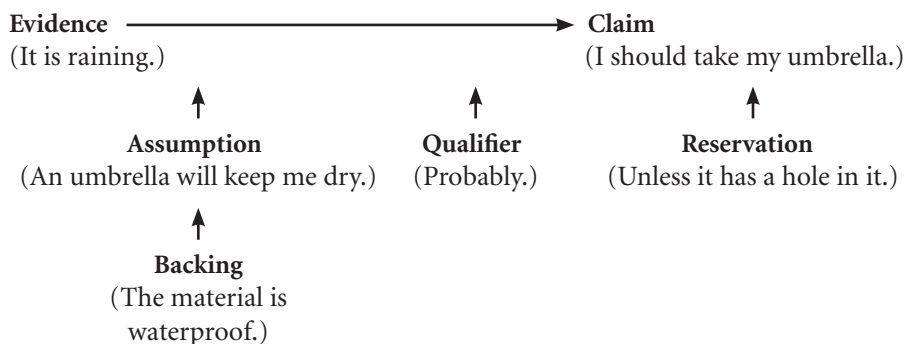 Evidence
Claim
(It is raining.)
(I should take my umbrella.)
Assumption
Qualifier
Reservation
(An umbrella will keep me dry.)
(Probably.)
(Unless it has a hole in it.)
Backing
(The material is
waterproof.)